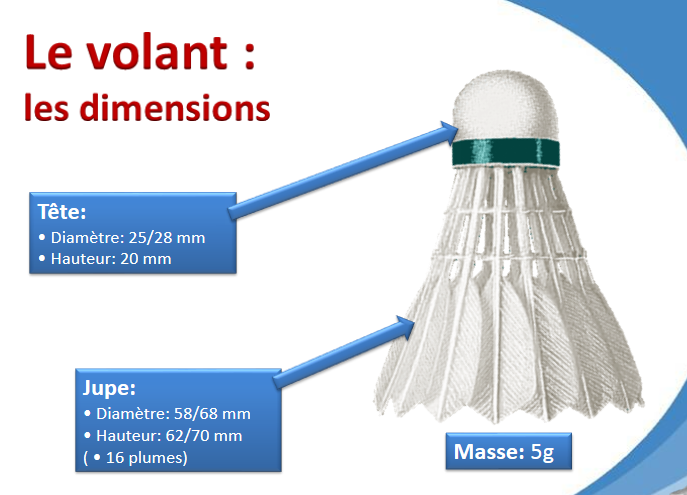 Le volant :
les dimensions
Tête:
• Diamètre: 25/28 mm
• Hauteur: 20 mm
Jupe:
• Diamètre: 58/68 mm
• Hauteur: 62/70 mm
( • 16 plumes)
Masse: 5g